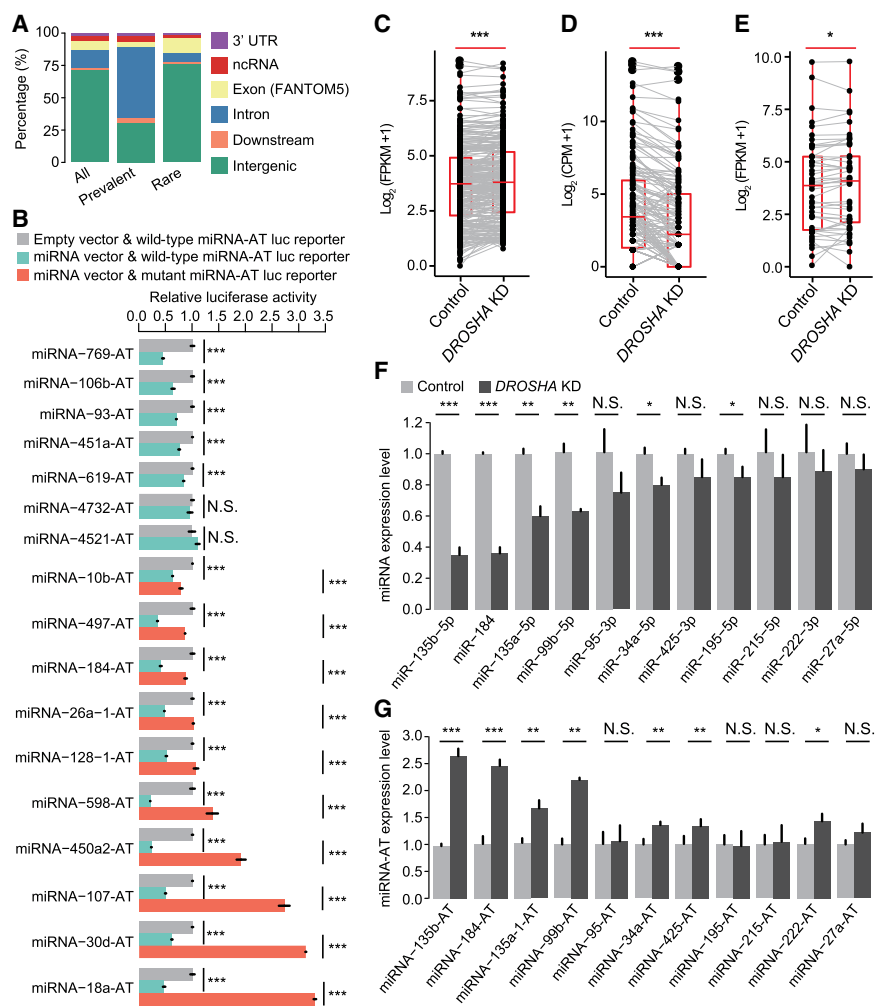 A
Percentage (%)
100
75
50
25
0
All
Prevalent
Rare
3' UTR
ncRNA
Exon (FANTOM5)
Intron
Downstream
Intergenic
B
Empty vector & wild-type miRNA-AT luc reporter
miRNA vector & wild-type miRNA-AT luc reporter
miRNA vector & mutant miRNA-AT luc reporter
Relative luciferase activity
0.0 1.0 2.0 3.0 3.5
miRNA−769-AT ***
miRNA−106b-AT ***
miRNA−93-AT ***
miRNA−451a-AT ***
miRNA−619-AT ***
miRNA−4732-AT N.S.
miRNA−4521-AT N.S.
miRNA−10b-AT *** ***
miRNA−497-AT *** ***
miRNA−184-AT *** ***
miRNA−26a−1-AT *** ***
miRNA−128−1-AT *** ***
miRNA−598-AT *** ***
miRNA−450a2-AT *** ***
miRNA−107-AT *** ***
miRNA−30d-AT *** ***
miRNA−18a-AT *** ***
C
***
Log2 (FPKM +1)
7.5
5.0
2.5
0.0
Control
DROSHA KD
D
***
Log2 (CPM +1)
10
5
0
Control
DROSHA KD
E
*
Log2 (FPKM +1)
10.0
7.5
5.0
2.5
0.0
Control
DROSHA KD
F
Control DROSHA KD
*** *** ** ** N.S. * N.S. * N.S. N.S. N.S.
miRNA expression level
1.2
1.0
0.8
0.6
0.4
0.2
0.0
miR−135b−5p
miR−184
miR−135a−5p
miR−99b−5p
miR−95−3p
miR−34a−5p
miR−425−3p
miR−195−5p
miR−215−5p
miR−222−3p
miR−27a−5p
G
*** *** ** ** N.S. ** ** N.S. N.S. * N.S.
miRNA-AT expression level
3.0
2.5
2.0
1.5
1.0
0.5
0.0
miRNA−135b-AT
miRNA−184-AT
miRNA−135a−1-AT
miRNA−99b-AT
miRNA−95-AT
miRNA−34a-AT
miRNA−425-AT
miRNA−195-AT
miRNA−215-AT
miRNA−222-AT
miRNA−27a-AT